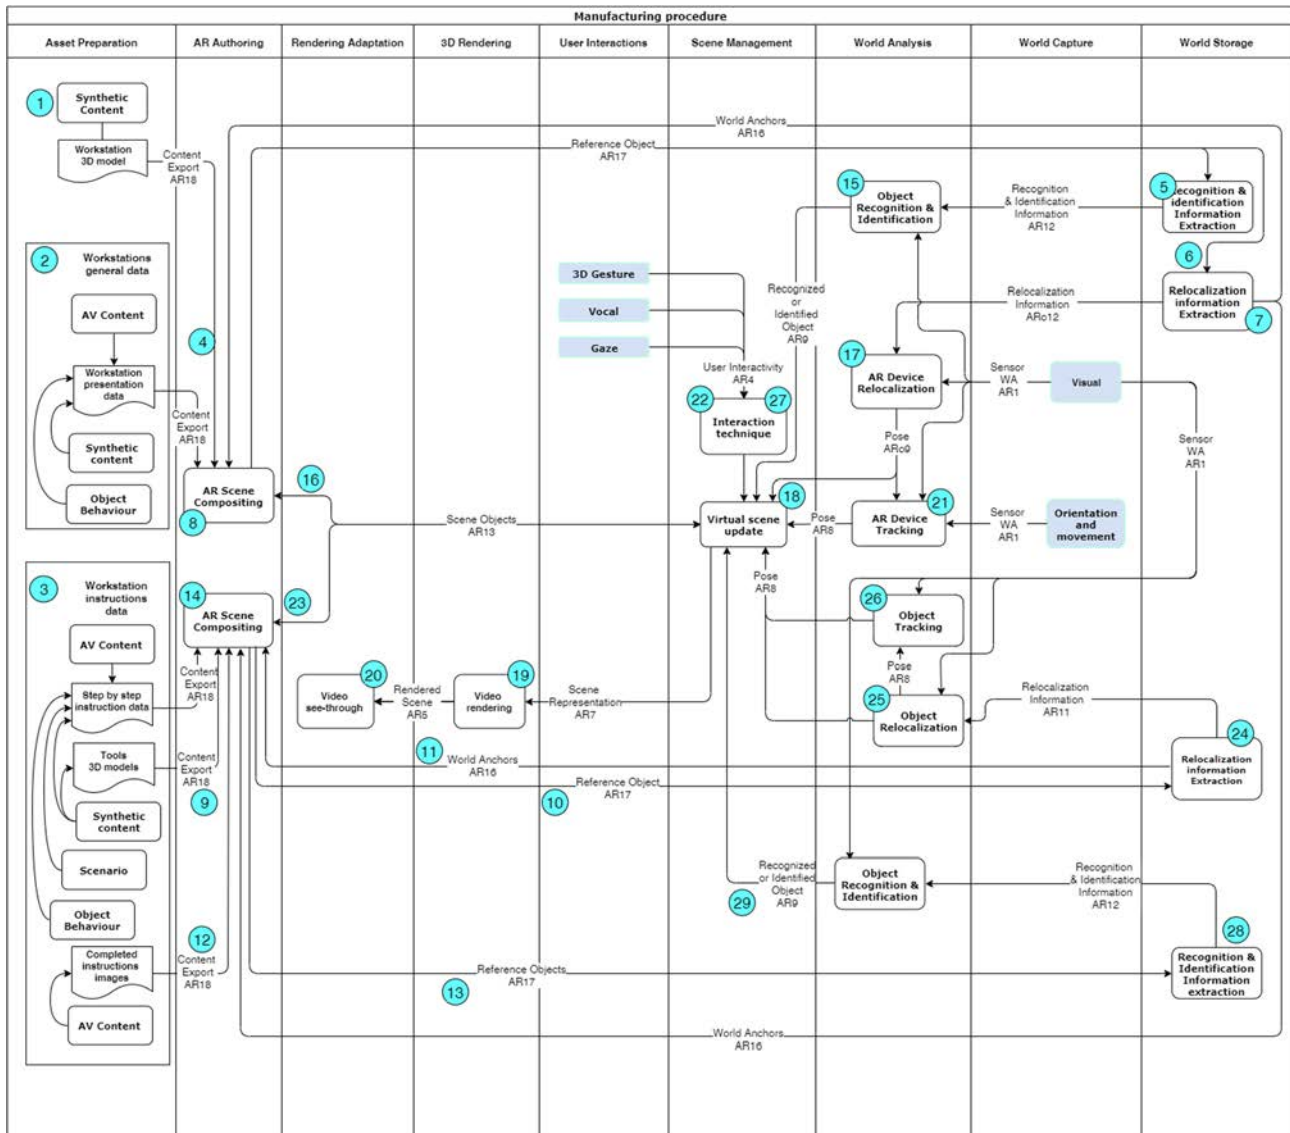 Manufacturing procedure
Asset Preparation
AR Authoring
Rendering Adaptation
3D Rendering
User Interactions
Scene Management
World Analysis
World Capture
World Storage
1
Synthetic
Content
Workstation
3D model
Content
Export
AR18
World Anchors
AR16
Reference Object
AR17
15
Object
Recognition &
Identification
Recognition
& Identification
Information
AR12
5
Recognition &
identification
Information
Extraction
2
Workstations
general data
AV Content
4
Workstation
presentation
data
Content
Export
AR18
Synthetic
content
Object
Behaviour
3D Gesture
Vocal
Gaze
User Interactivity
AR4
Recognized
or
Identified
Object
AR9
Relocalization
Information
ARo12
6
Relocalization
information
Extraction
7
17
AR Device
Relocalization
Sensor
WA
AR1
Visual
22
27
Interaction
technique
Pose
ARo9
Sensor
WA
AR1
16
AR Scene
Compositing
8
Scene Objects
AR13
18
Virtual scene
update
Pose
AR8
21
AR Device
Tracking
Sensor
WA
AR1
Orientation
and
movement
3
Workstation
instructions
data
14
AR Scene
Compositing
23
Pose
AR8
26
Object
Tracking
AV Content
Content
Export
AR18
Step by step
instruction data
20
Video
see-through
Rendered
Scene
AR5
19
Video
rendering
Scene
Representation
AR7
Pose
AR8
25
Object
Relocalization
Relocalization
Information
AR11
24
Relocalization
information
Extraction
Tools
3D models
Content
Export
AR18
9
11
World Anchors
AR16
Reference Object
AR17
10
Synthetic
content
Scenario
Object
Behaviour
Recognized
or Identified
Object
AR9
29
Object
Recognition &
Identification
Recognition
& Identification
Information
AR12
12
Completed
instructions
images
Content
Export
AR18
Reference Objects
AR17
13
28
Recognition &
Identification
Information
extraction
AV Content
World Anchors
AR16